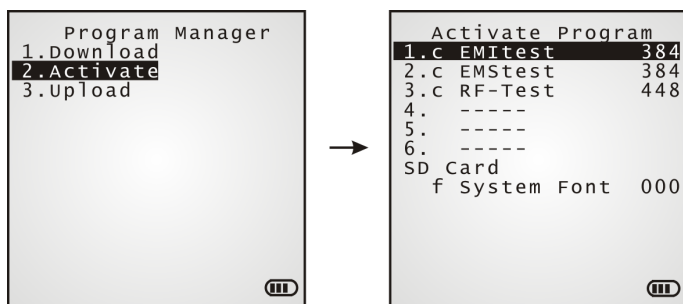 Program Manager
1.Download
2.Activate
3.Upload
Activate Program
1.c EMItest 384
2.c EMStest 384
3.c RF-Test 448
4. -----
5. -----
6. -----
SD Card
f System Font 000